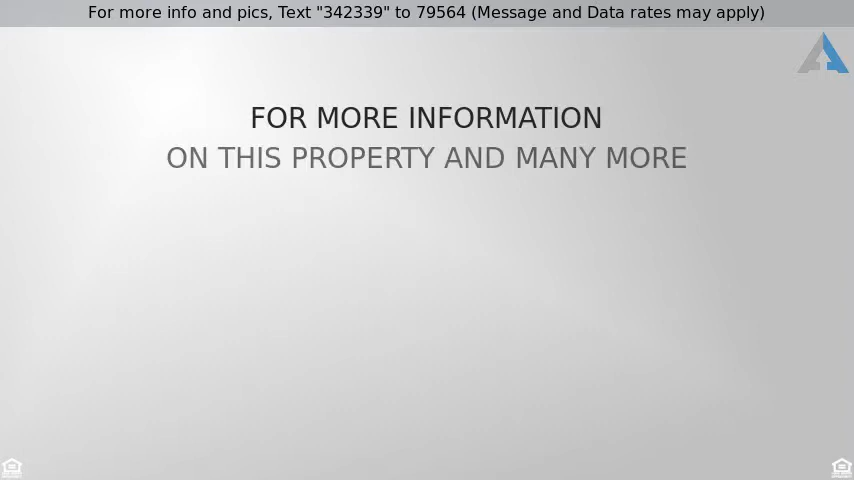 For more info and pics, Text "342339" to 79564 (Message and Data rates may apply)
FOR MORE INFORMATION
ON THIS PROPERTY AND MANY MORE